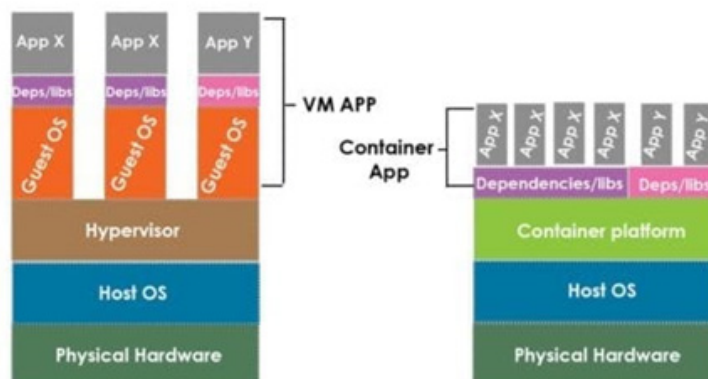 App X
App X
App Y
Deps/libs
Deps/libs
Deps/libs
Guest OS
Guest OS
Guest OS
Hypervisor
Host OS
Physical Hardware
VM APP
Container
App
App X
App X
App X
App X
App Y
App Y
Dependencies/libs
Deps/libs
Container platform
Host OS
Physical Hardware